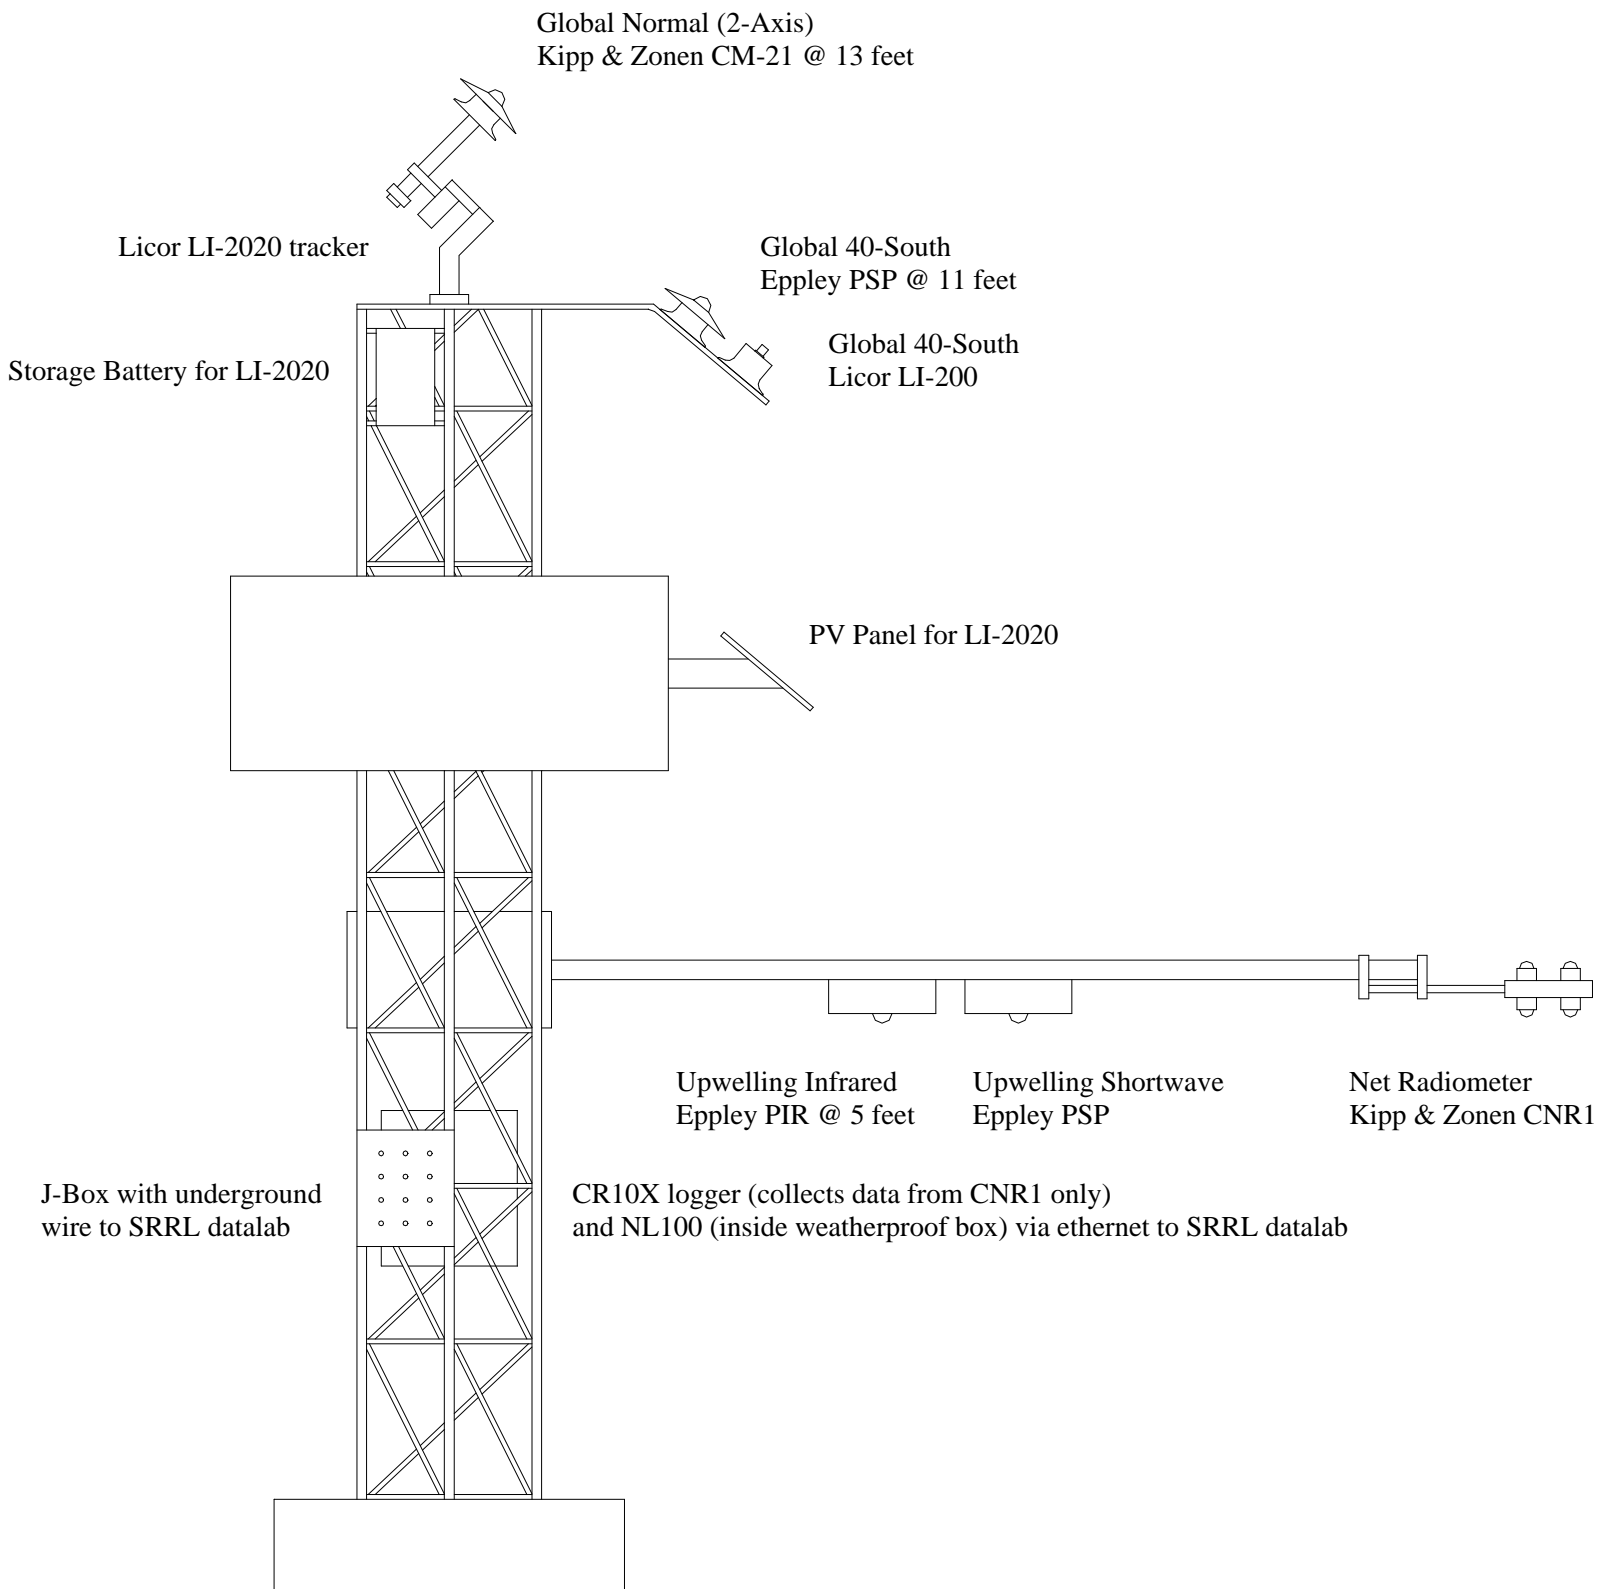 Global Normal (2-Axis)
Kipp & Zonen CM-21 @ 13 feet
Licor LI-2020 tracker
Global 40-South
Eppley PSP @ 11 feet
Global 40-South
Licor LI-200
Storage Battery for LI-2020
PV Panel for LI-2020
Upwelling Infrared
Eppley PIR @ 5 feet
Upwelling Shortwave
Eppley PSP
Net Radiometer
Kipp & Zonen CNR1
J-Box with underground
wire to SRRL datalab
CR10X logger (collects data from CNR1 only)
and NL100 (inside weatherproof box) via ethernet to SRRL datalab